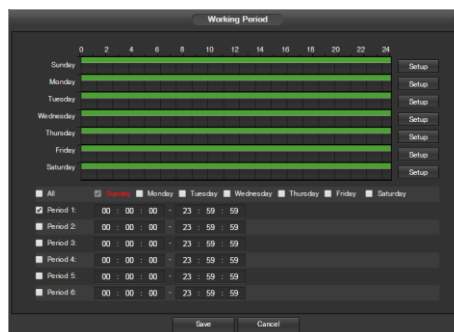 Working Period
0 2 4 6 8 10 12 14 16 18 20 22 24
Sunday Setup
Monday Setup
Tuesday Setup
Wednesday Setup
Thursday Setup
Friday Setup
Saturday Setup
All Sunday Monday Tuesday Wednesday Thursday Friday Saturday
Period 1: 00 : 00 : 00 - 23 : 59 : 59
Period 2: 00 : 00 : 00 - 23 : 59 : 59
Period 3: 00 : 00 : 00 - 23 : 59 : 59
Period 4: 00 : 00 : 00 - 23 : 59 : 59
Period 5: 00 : 00 : 00 - 23 : 59 : 59
Period 6: 00 : 00 : 00 - 23 : 59 : 59
Save Cancel